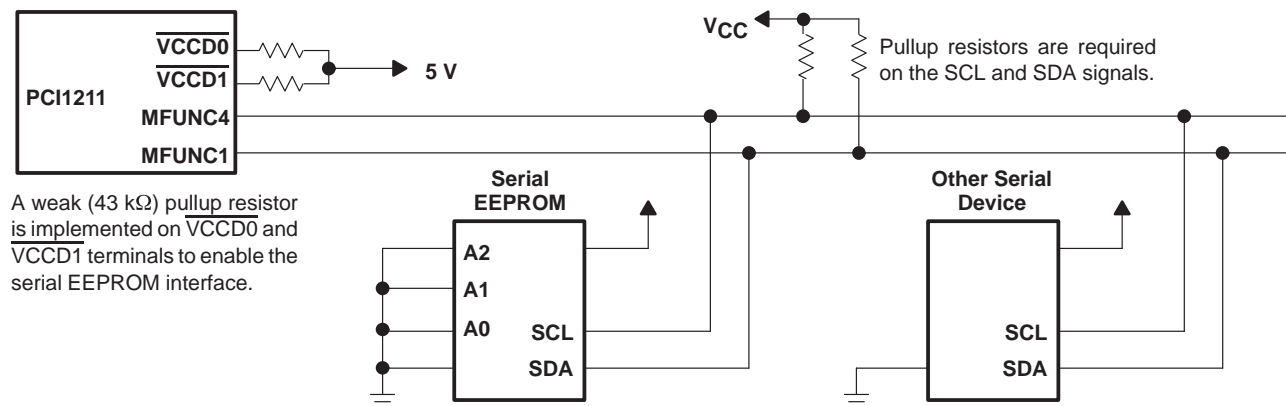 VCCD0
VCCD1
PCI1211
MFUNC4
MFUNC1
5 V
VCC
Pullup resistors are required
on the SCL and SDA signals.
A weak (43 kΩ) pullup resistor
is implemented on VCCD0 and
VCCD1 terminals to enable the
serial EEPROM interface.
Serial
EEPROM
A2
A1
A0
SCL
SDA
Other Serial
Device
SCL
SDA